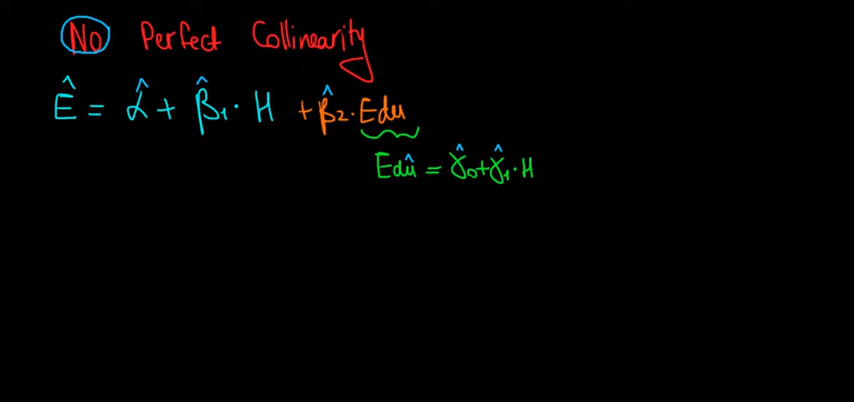 No Perfect Collinearity
Ê = α̂ + β̂₁ · H + β̂₂ · Edu
Edû = γ̂₀ + γ̂₁ · H